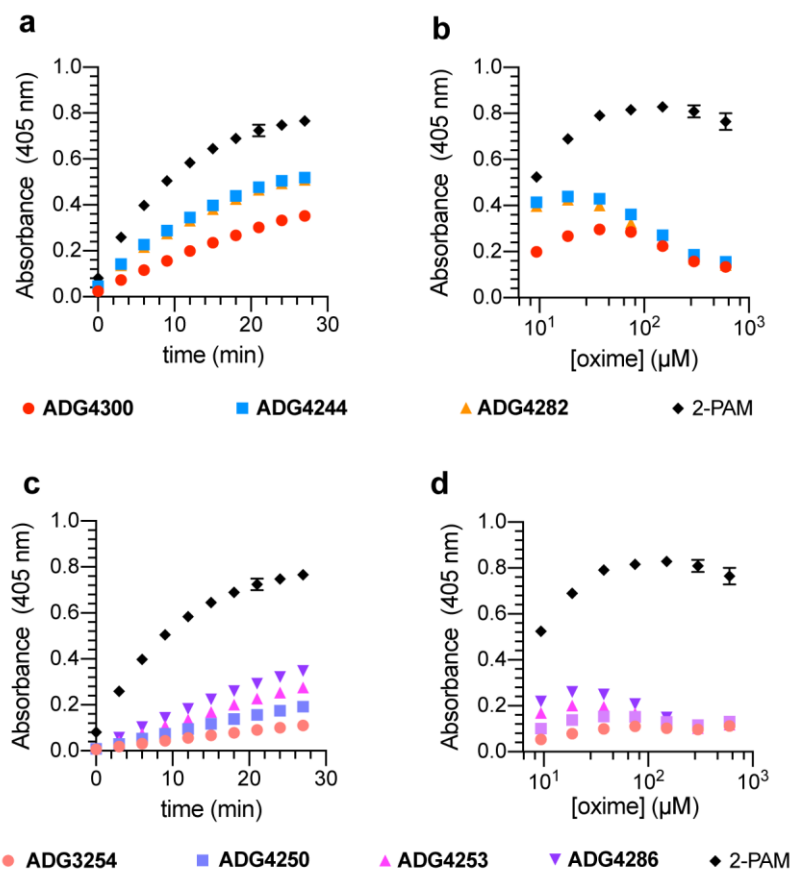 a
b
Absorbance (405 nm)
1.0
0.8
0.6
0.4
0.2
0.0
0
10
20
30
time (min)
Absorbance (405 nm)
1.0
0.8
0.6
0.4
0.2
0.0
10¹
10²
10³
[oxime] (µM)
ADG4300 ADG4244 ADG4282 2-PAM
c
d
Absorbance (405 nm)
1.0
0.8
0.6
0.4
0.2
0.0
0
10
20
30
time (min)
Absorbance (405 nm)
1.0
0.8
0.6
0.4
0.2
0.0
10¹
10²
10³
[oxime] (µM)
ADG3254 ADG4250 ADG4253 ADG4286 2-PAM